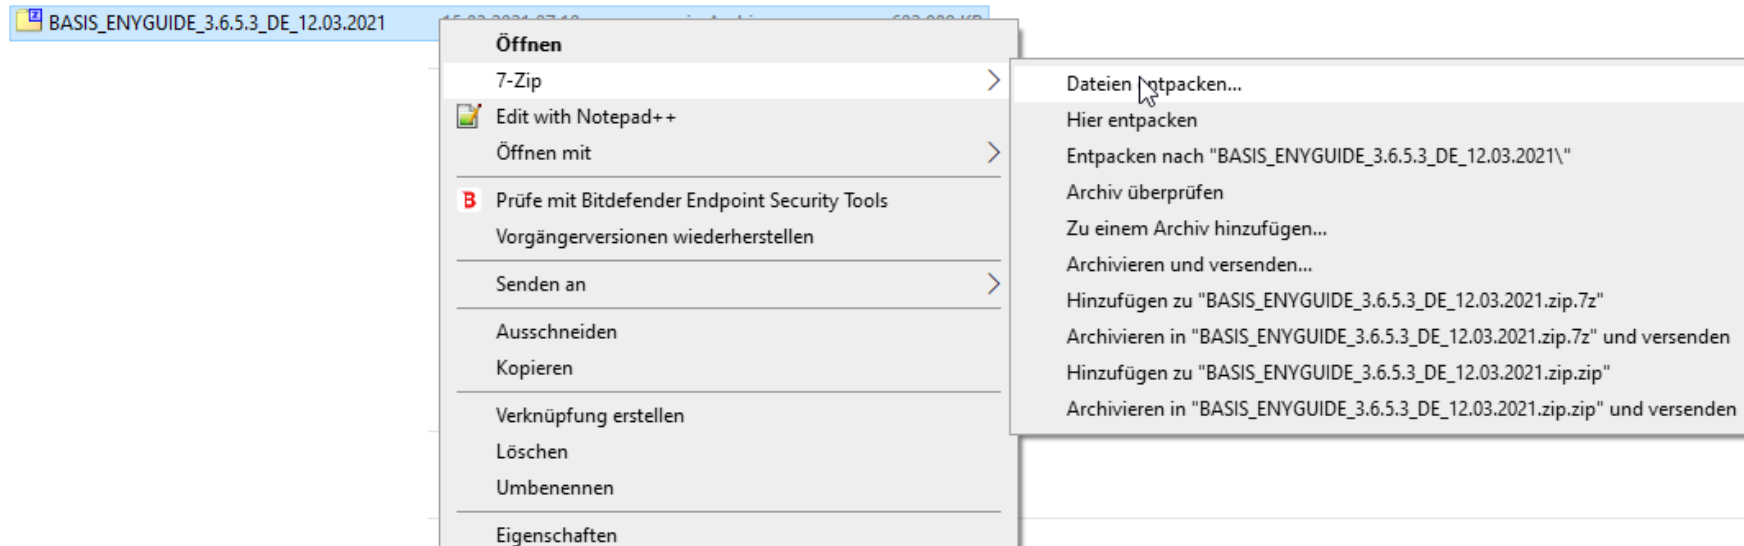 BASIS_ENYGUIDE_3.6.5.3_DE_12.03.2021
Öffnen
7-Zip
Edit with Notepad++
Öffnen mit
Prüfe mit Bitdefender Endpoint Security Tools
Vorgängerversionen wiederherstellen
Senden an
Ausschneiden
Kopieren
Verknüpfung erstellen
Löschen
Umbenennen
Eigenschaften
Dateien entpacken...
Hier entpacken
Entpacken nach "BASIS_ENYGUIDE_3.6.5.3_DE_12.03.2021\"
Archiv überprüfen
Zu einem Archiv hinzufügen...
Archivieren und versenden...
Hinzufügen zu "BASIS_ENYGUIDE_3.6.5.3_DE_12.03.2021.zip.7z"
Archivieren in "BASIS_ENYGUIDE_3.6.5.3_DE_12.03.2021.zip.7z" und versenden
Hinzufügen zu "BASIS_ENYGUIDE_3.6.5.3_DE_12.03.2021.zip.zip"
Archivieren in "BASIS_ENYGUIDE_3.6.5.3_DE_12.03.2021.zip.zip" und versenden